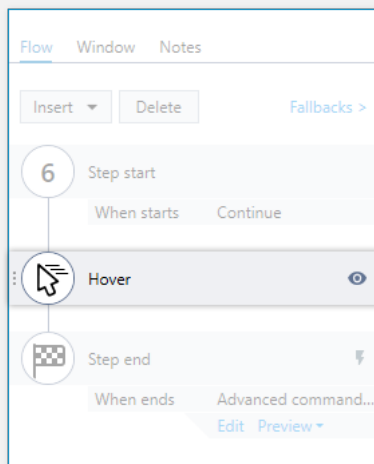 Flow Window Notes
Insert Delete Fallbacks >
6 Step start
When starts Continue
Hover
Step end
When ends Advanced command...
Edit Preview